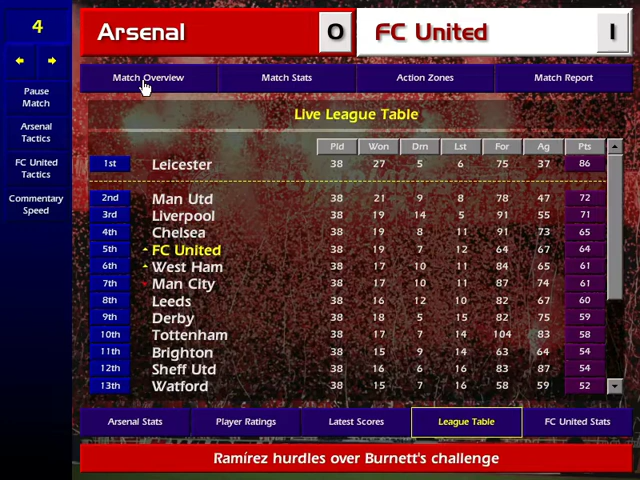 4
Arsenal 0 FC United 1
Match Overview Match Stats Action Zones Match Report
Pause
Match
Arsenal
Tactics
FC United
Tactics
Commentary
Speed
Live League Table
Pld Won Drn Lst For Ag Pts
1st Leicester 38 27 5 6 75 37 86
2nd Man Utd 38 21 9 8 78 47 72
3rd Liverpool 38 19 14 5 91 55 71
4th Chelsea 38 19 8 11 91 73 65
5th FC United 38 19 7 12 64 67 64
6th West Ham 38 17 10 11 84 65 61
7th Man City 38 17 10 11 87 74 61
8th Leeds 38 16 12 10 82 67 60
9th Derby 38 18 5 15 82 75 59
10th Tottenham 38 17 7 14 104 83 58
11th Brighton 38 15 9 14 63 64 54
12th Sheff Utd 38 16 6 16 83 87 54
13th Watford 38 15 7 16 58 59 52
Arsenal Stats Player Ratings Latest Scores League Table FC United Stats
Ramírez hurdles over Burnett's challenge